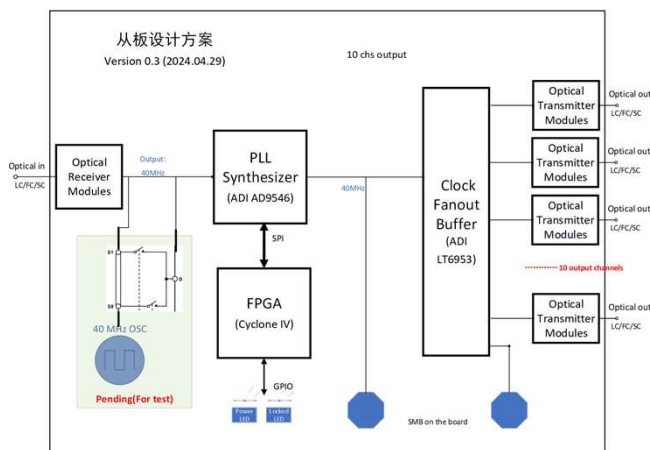 从板设计方案
Version 0.3 (2024.04.29)
10 chs output
Optical in
LC/FC/SC
Optical
Receiver
Modules
Output:
40MHz
PLL
Synthesizer
(ADI AD9546)
SPI
FPGA
(Cyclone IV)
GPIO
Power
LED
Locked
LED
S1
D
S8
40 MHz OSC
Pending(For test)
40MHz
Clock
Fanout
Buffer
(ADI
LT6953)
Optical
Transmitter
Modules
Optical out
LC/FC/SC
Optical
Transmitter
Modules
Optical out
LC/FC/SC
Optical
Transmitter
Modules
Optical out
LC/FC/SC
10 output channels
Optical
Transmitter
Modules
Optical out
LC/FC/SC
SMB on the board